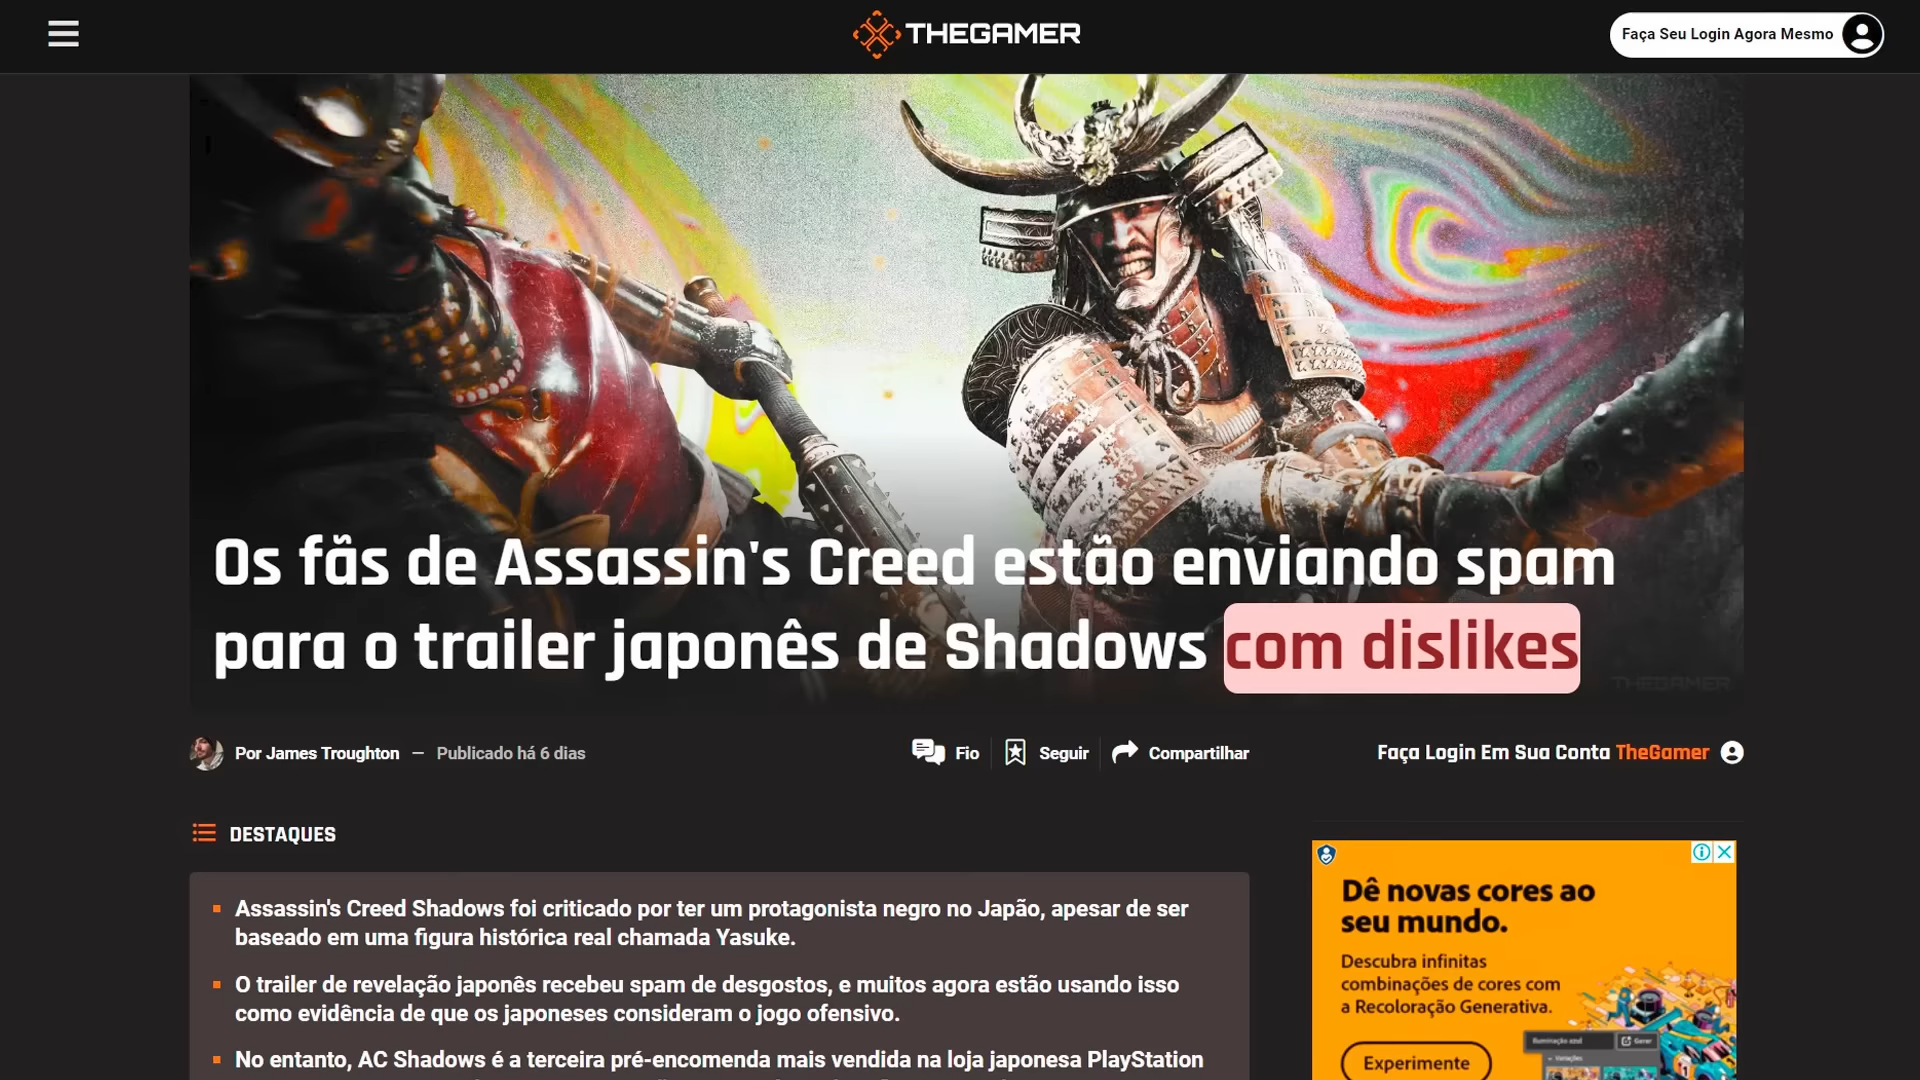 THEGAMER
Faça Seu Login Agora Mesmo
Os fãs de Assassin's Creed estão enviando spam
para o trailer japonês de Shadows com dislikes
THEGAMER
Por James Troughton — Publicado há 6 dias
Fio
Seguir
Compartilhar
Faça Login Em Sua Conta TheGamer
DESTAQUES
Assassin's Creed Shadows foi criticado por ter um protagonista negro no Japão, apesar de ser
baseado em uma figura histórica real chamada Yasuke.
O trailer de revelação japonês recebeu spam de desgostos, e muitos agora estão usando isso
como evidência de que os japoneses consideram o jogo ofensivo.
No entanto, AC Shadows é a terceira pré-encomenda mais vendida na loja japonesa PlayStation
Dê novas cores ao
seu mundo.
Descubra infinitas
combinações de cores com
a Recoloração Generativa.
Experimente
Iluminação azul
Gerar
Variações